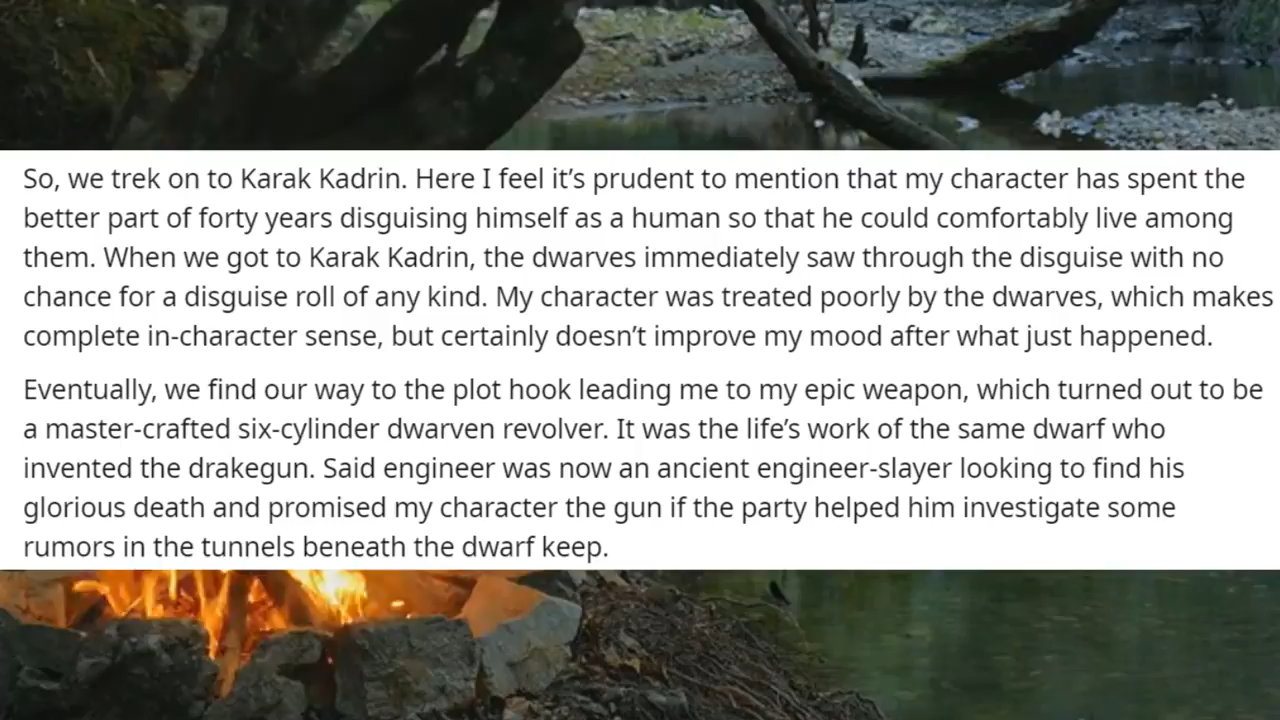 So, we trek on to Karak Kadrin. Here I feel it’s prudent to mention that my character has spent the
better part of forty years disguising himself as a human so that he could comfortably live among
them. When we got to Karak Kadrin, the dwarves immediately saw through the disguise with no
chance for a disguise roll of any kind. My character was treated poorly by the dwarves, which makes
complete in-character sense, but certainly doesn’t improve my mood after what just happened.
Eventually, we find our way to the plot hook leading me to my epic weapon, which turned out to be
a master-crafted six-cylinder dwarven revolver. It was the life’s work of the same dwarf who
invented the drakegun. Said engineer was now an ancient engineer-slayer looking to find his
glorious death and promised my character the gun if the party helped him investigate some
rumors in the tunnels beneath the dwarf keep.